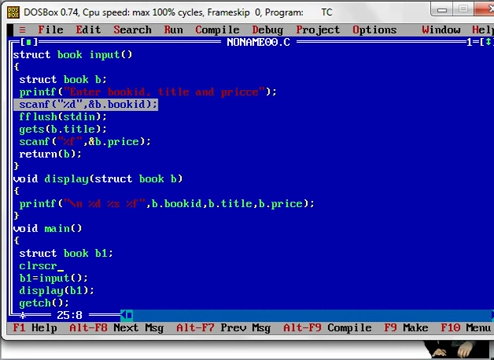 DOSBox 0.74, Cpu speed: max 100% cycles, Frameskip 0, Program: TC
File Edit Search Run Compile Debug Project Options Window Help
NONAME00.C 1=[↕]
struct book input()
{
struct book b;
printf("Enter bookid, title and pricce");
scanf("%d",&b.bookid);
fflush(stdin);
gets(b.title);
scanf("%f",&b.price);
return(b);
}
void display(struct book b)
{
printf("\n %d %s %f",b.bookid,b.title,b.price);
}
void main()
{
struct book b1;
clrscr_
b1=input();
display(b1);
getch();
25:8
F1 Help Alt-F8 Next Msg Alt-F7 Prev Msg Alt-F9 Compile F9 Make F10 Menu